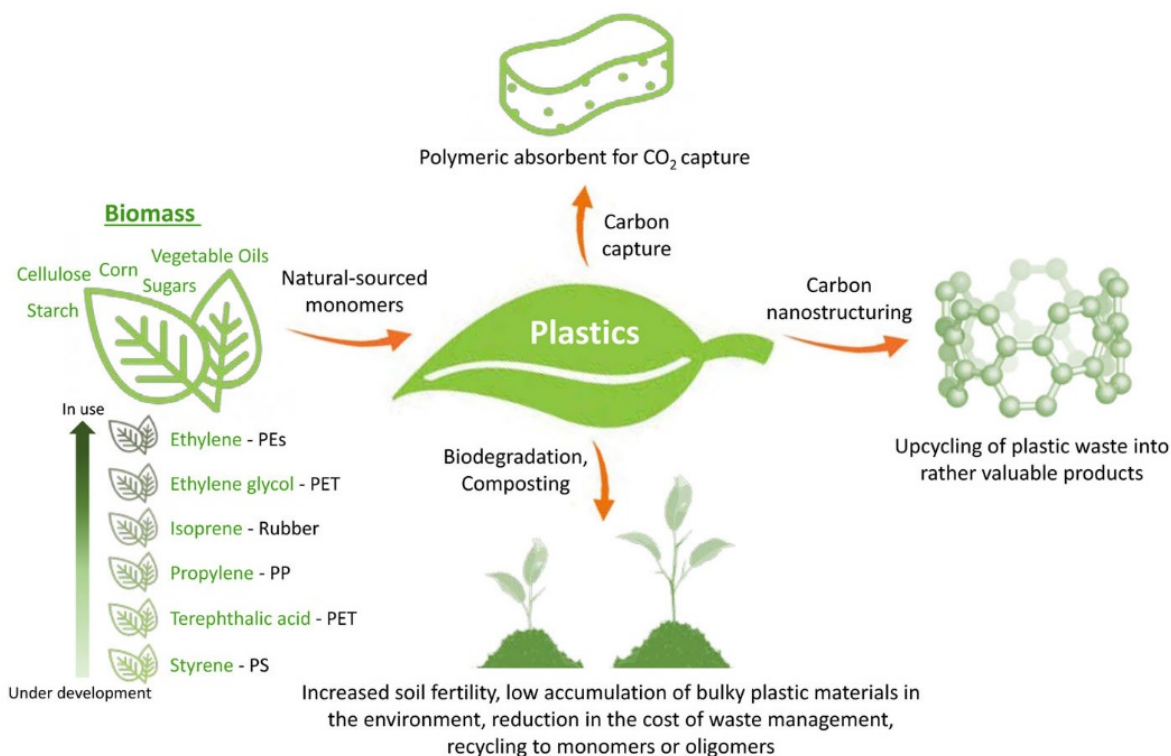 Polymeric absorbent for CO₂ capture
Carbon
capture
Biomass
Vegetable Oils
Corn
Cellulose
Sugars
Starch
Natural-sourced
monomers
Plastics
Carbon
nanostructuring
Upcycling of plastic waste into
rather valuable products
In use
Ethylene - PEs
Ethylene glycol - PET
Isoprene - Rubber
Propylene - PP
Terephthalic acid - PET
Styrene - PS
Under development
Biodegradation,
Composting
Increased soil fertility, low accumulation of bulky plastic materials in
the environment, reduction in the cost of waste management,
recycling to monomers or oligomers